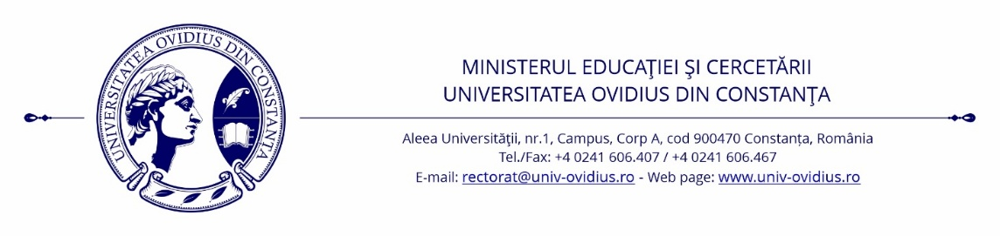 UNIVERSITATEA OVIDIUS DIN CONSTANȚA
MINISTERUL EDUCAŢIEI ŞI CERCETĂRII
UNIVERSITATEA OVIDIUS DIN CONSTANŢA
Aleea Universităţii, nr.1, Campus, Corp A, cod 900470 Constanța, România
Tel./Fax: +4 0241 606.407 / +4 0241 606.467
E-mail: rectorat@univ-ovidius.ro - Web page: www.univ-ovidius.ro